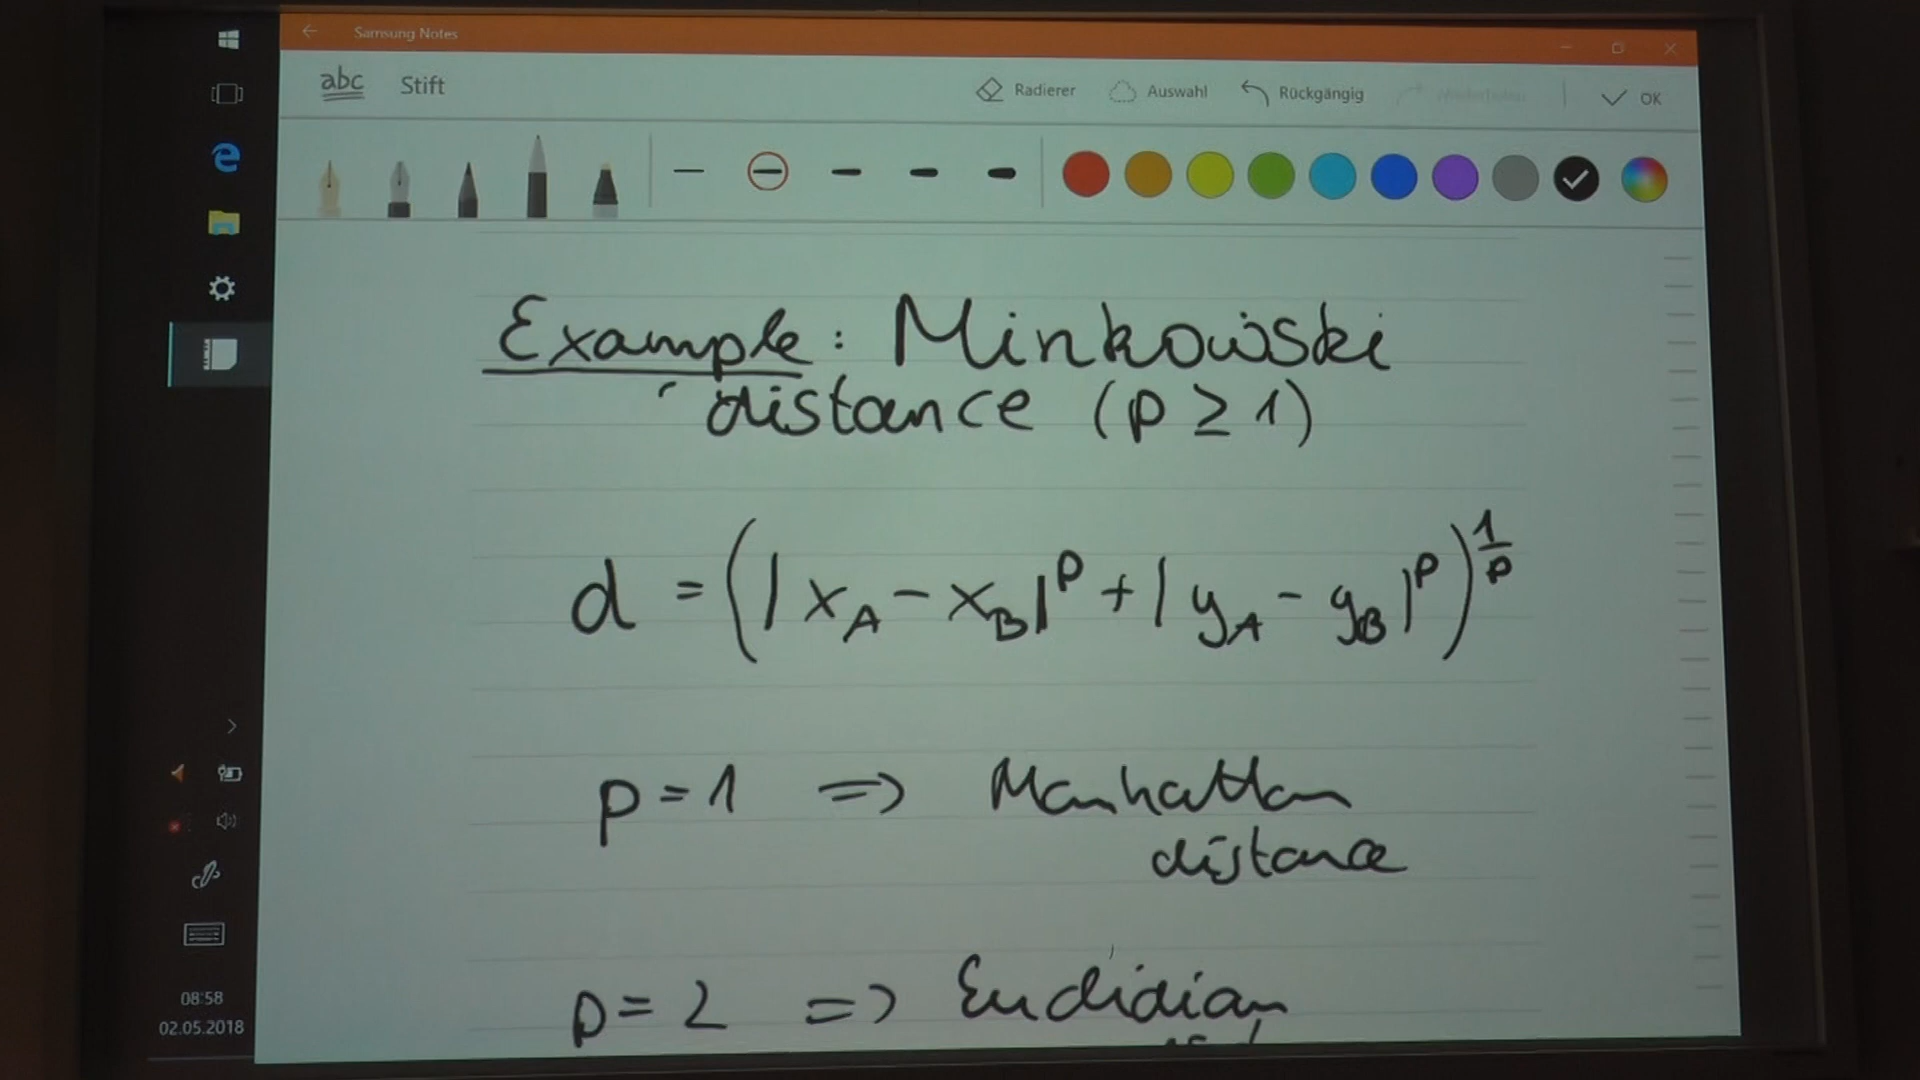 Samsung Notes
abc Stift Radierer Auswahl Rückgängig OK
Example: Minkowski
distance (p ≥ 1)
d = (|x_A - x_B|^p + |y_A - y_B|^p)^{1/p}
p = 1 => Manhattan
distance
p = 2 => Euclidian
08:58
02.05.2018